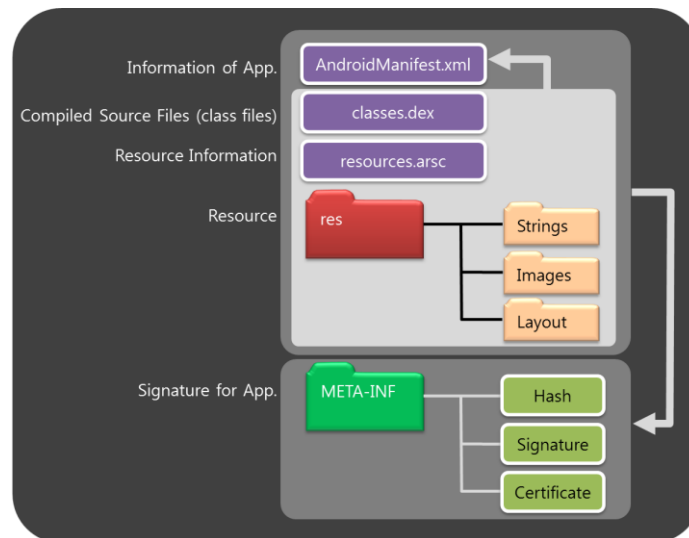 Information of App.
AndroidManifest.xml
Compiled Source Files (class files)
classes.dex
Resource Information
resources.arsc
Resource
res
Strings
Images
Layout
Signature for App.
META-INF
Hash
Signature
Certificate